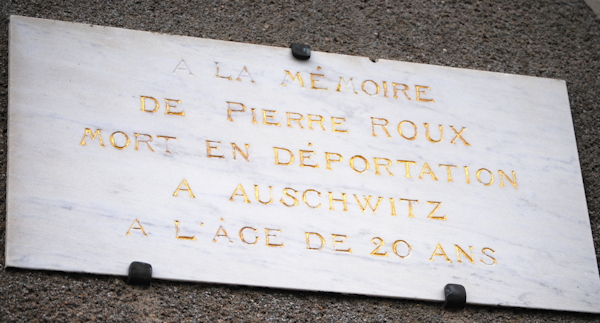 A LA MÉMOIRE
DE PIERRE ROUX
MORT EN DÉPORTATION
A AUSCHWITZ
A L'ÂGE DE 20 ANS